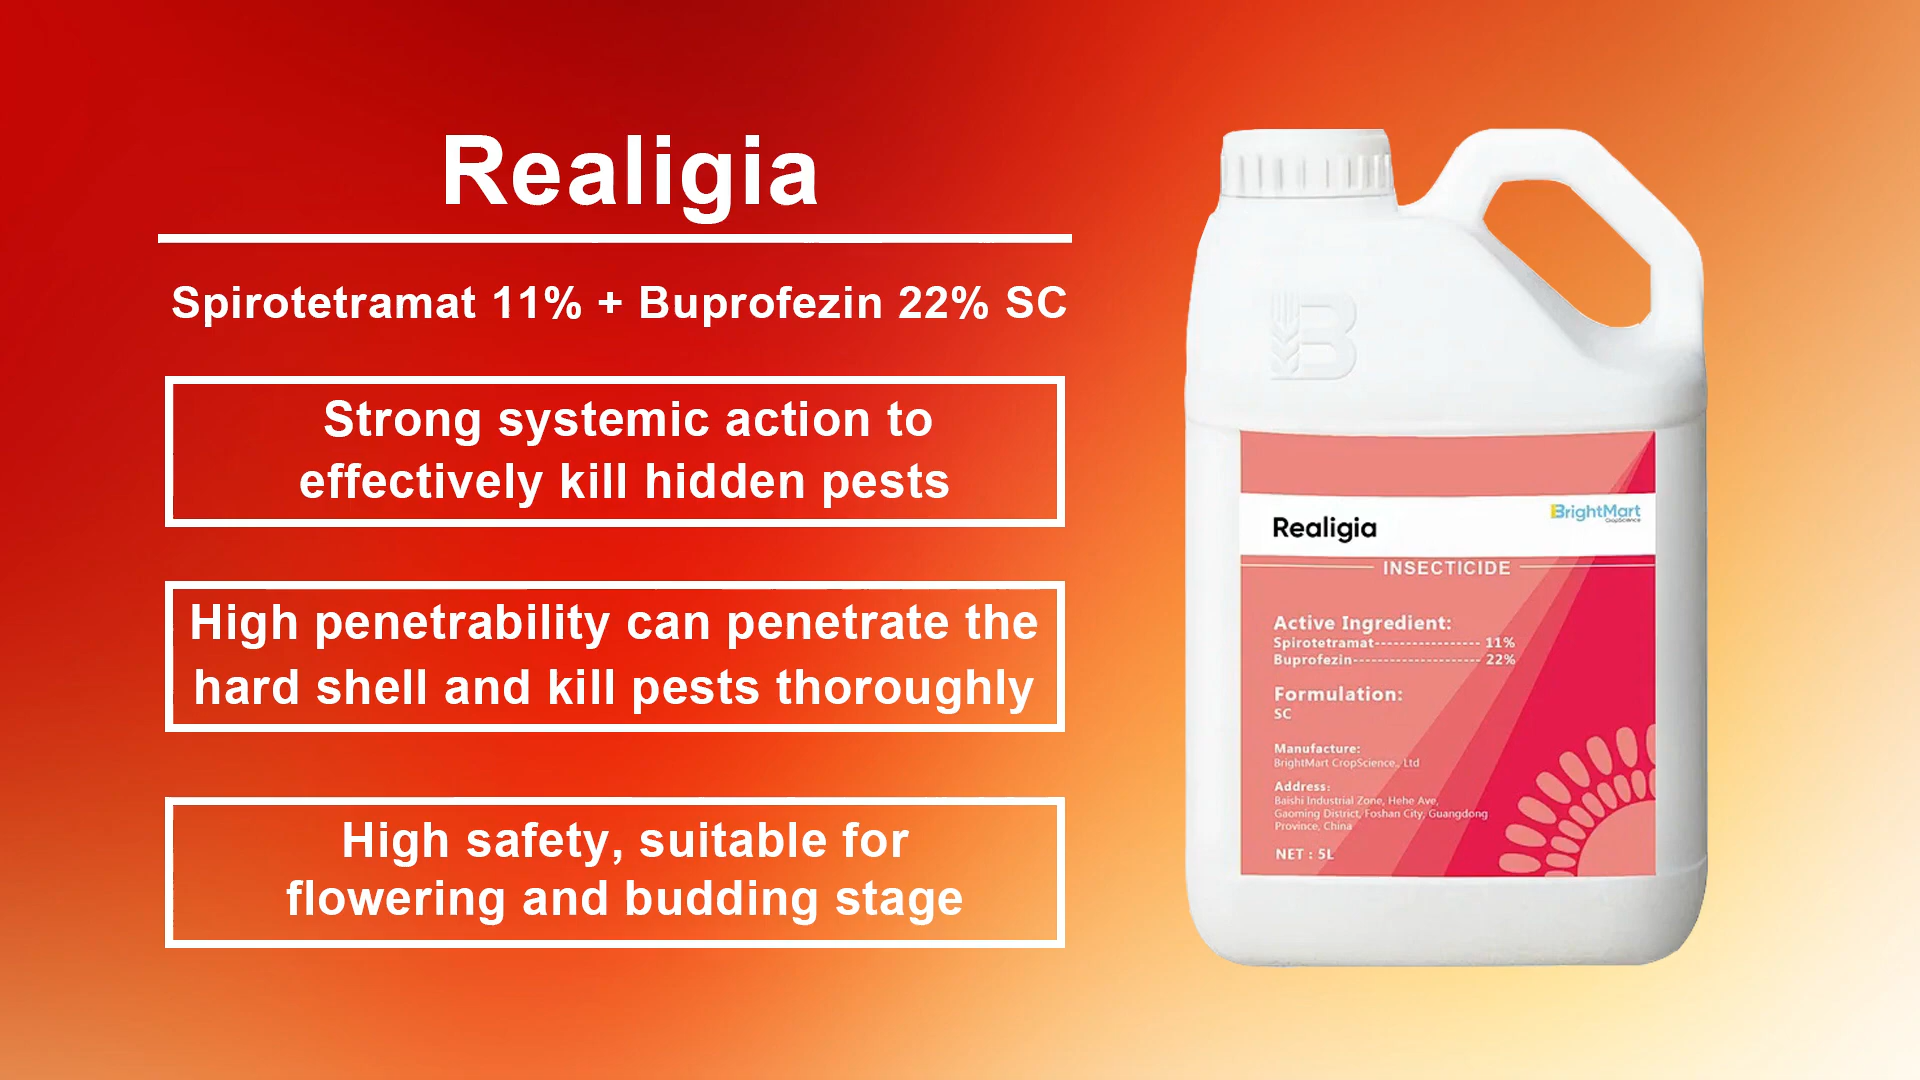 Realigia
Spirotetramat 11% + Buprofezin 22% SC
Strong systemic action to
effectively kill hidden pests
High penetrability can penetrate the
hard shell and kill pests thoroughly
High safety, suitable for
flowering and budding stage
B
Realigia
BrightMart
CropScience
INSECTICIDE
Active Ingredient:
Spirotetramat------------------ 11%
Buprofezin---------------------- 22%
Formulation:
SC
Manufacture:
BrightMart CropScience., Ltd
Address:
Baishi Industrial Zone, Hehe Ave,
Gaoming District, Foshan City, Guangdong
Province, China
NET : 5L